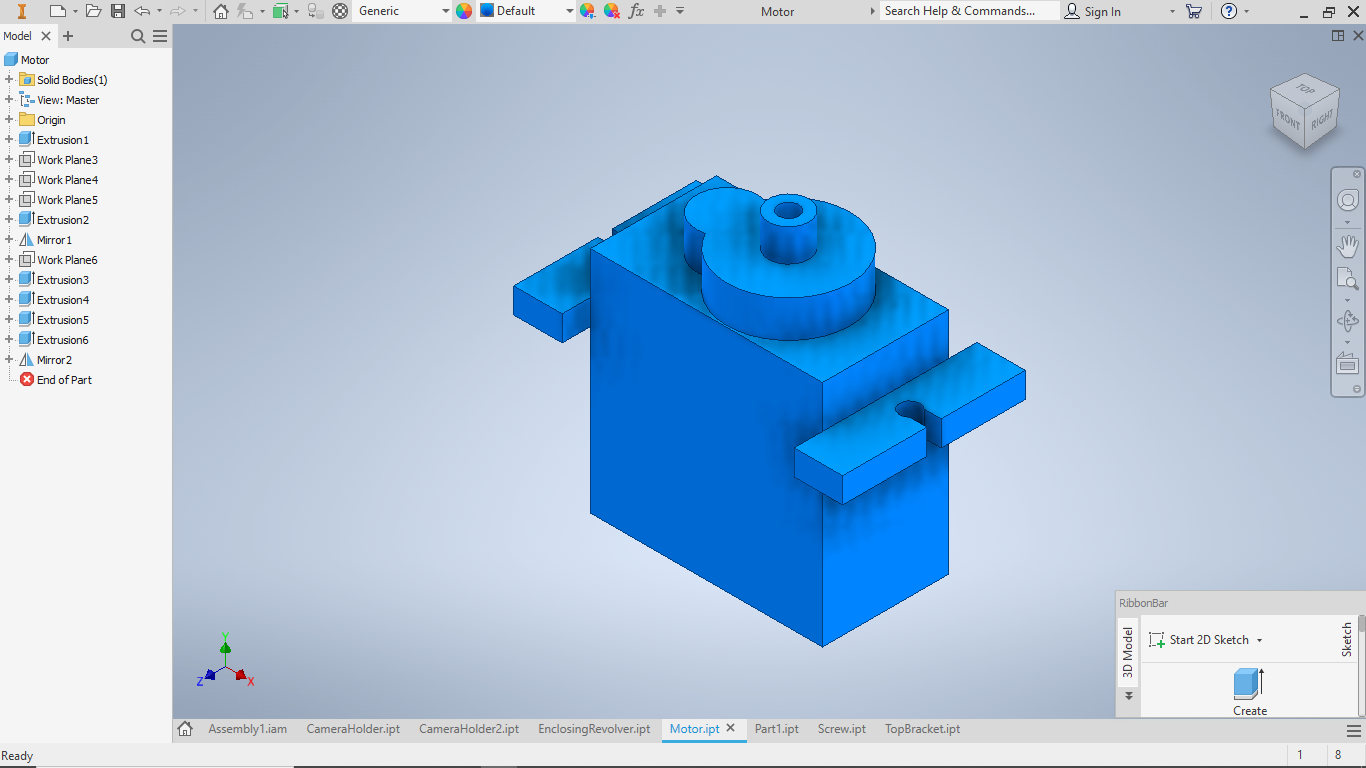 Generic
Default
fx
Motor
Search Help & Commands...
Sign In
Model
Motor
Solid Bodies(1)
View: Master
Origin
Extrusion1
Work Plane3
Work Plane4
Work Plane5
Extrusion2
Mirror1
Work Plane6
Extrusion3
Extrusion4
Extrusion5
Extrusion6
Mirror2
End of Part
TOP
FRONT
RIGHT
Y
Z
X
RibbonBar
3D Model
Start 2D Sketch
Sketch
Create
Assembly1.iam
CameraHolder.ipt
CameraHolder2.ipt
EnclosingRevolver.ipt
Motor.ipt
Part1.ipt
Screw.ipt
TopBracket.ipt
Ready
1
8